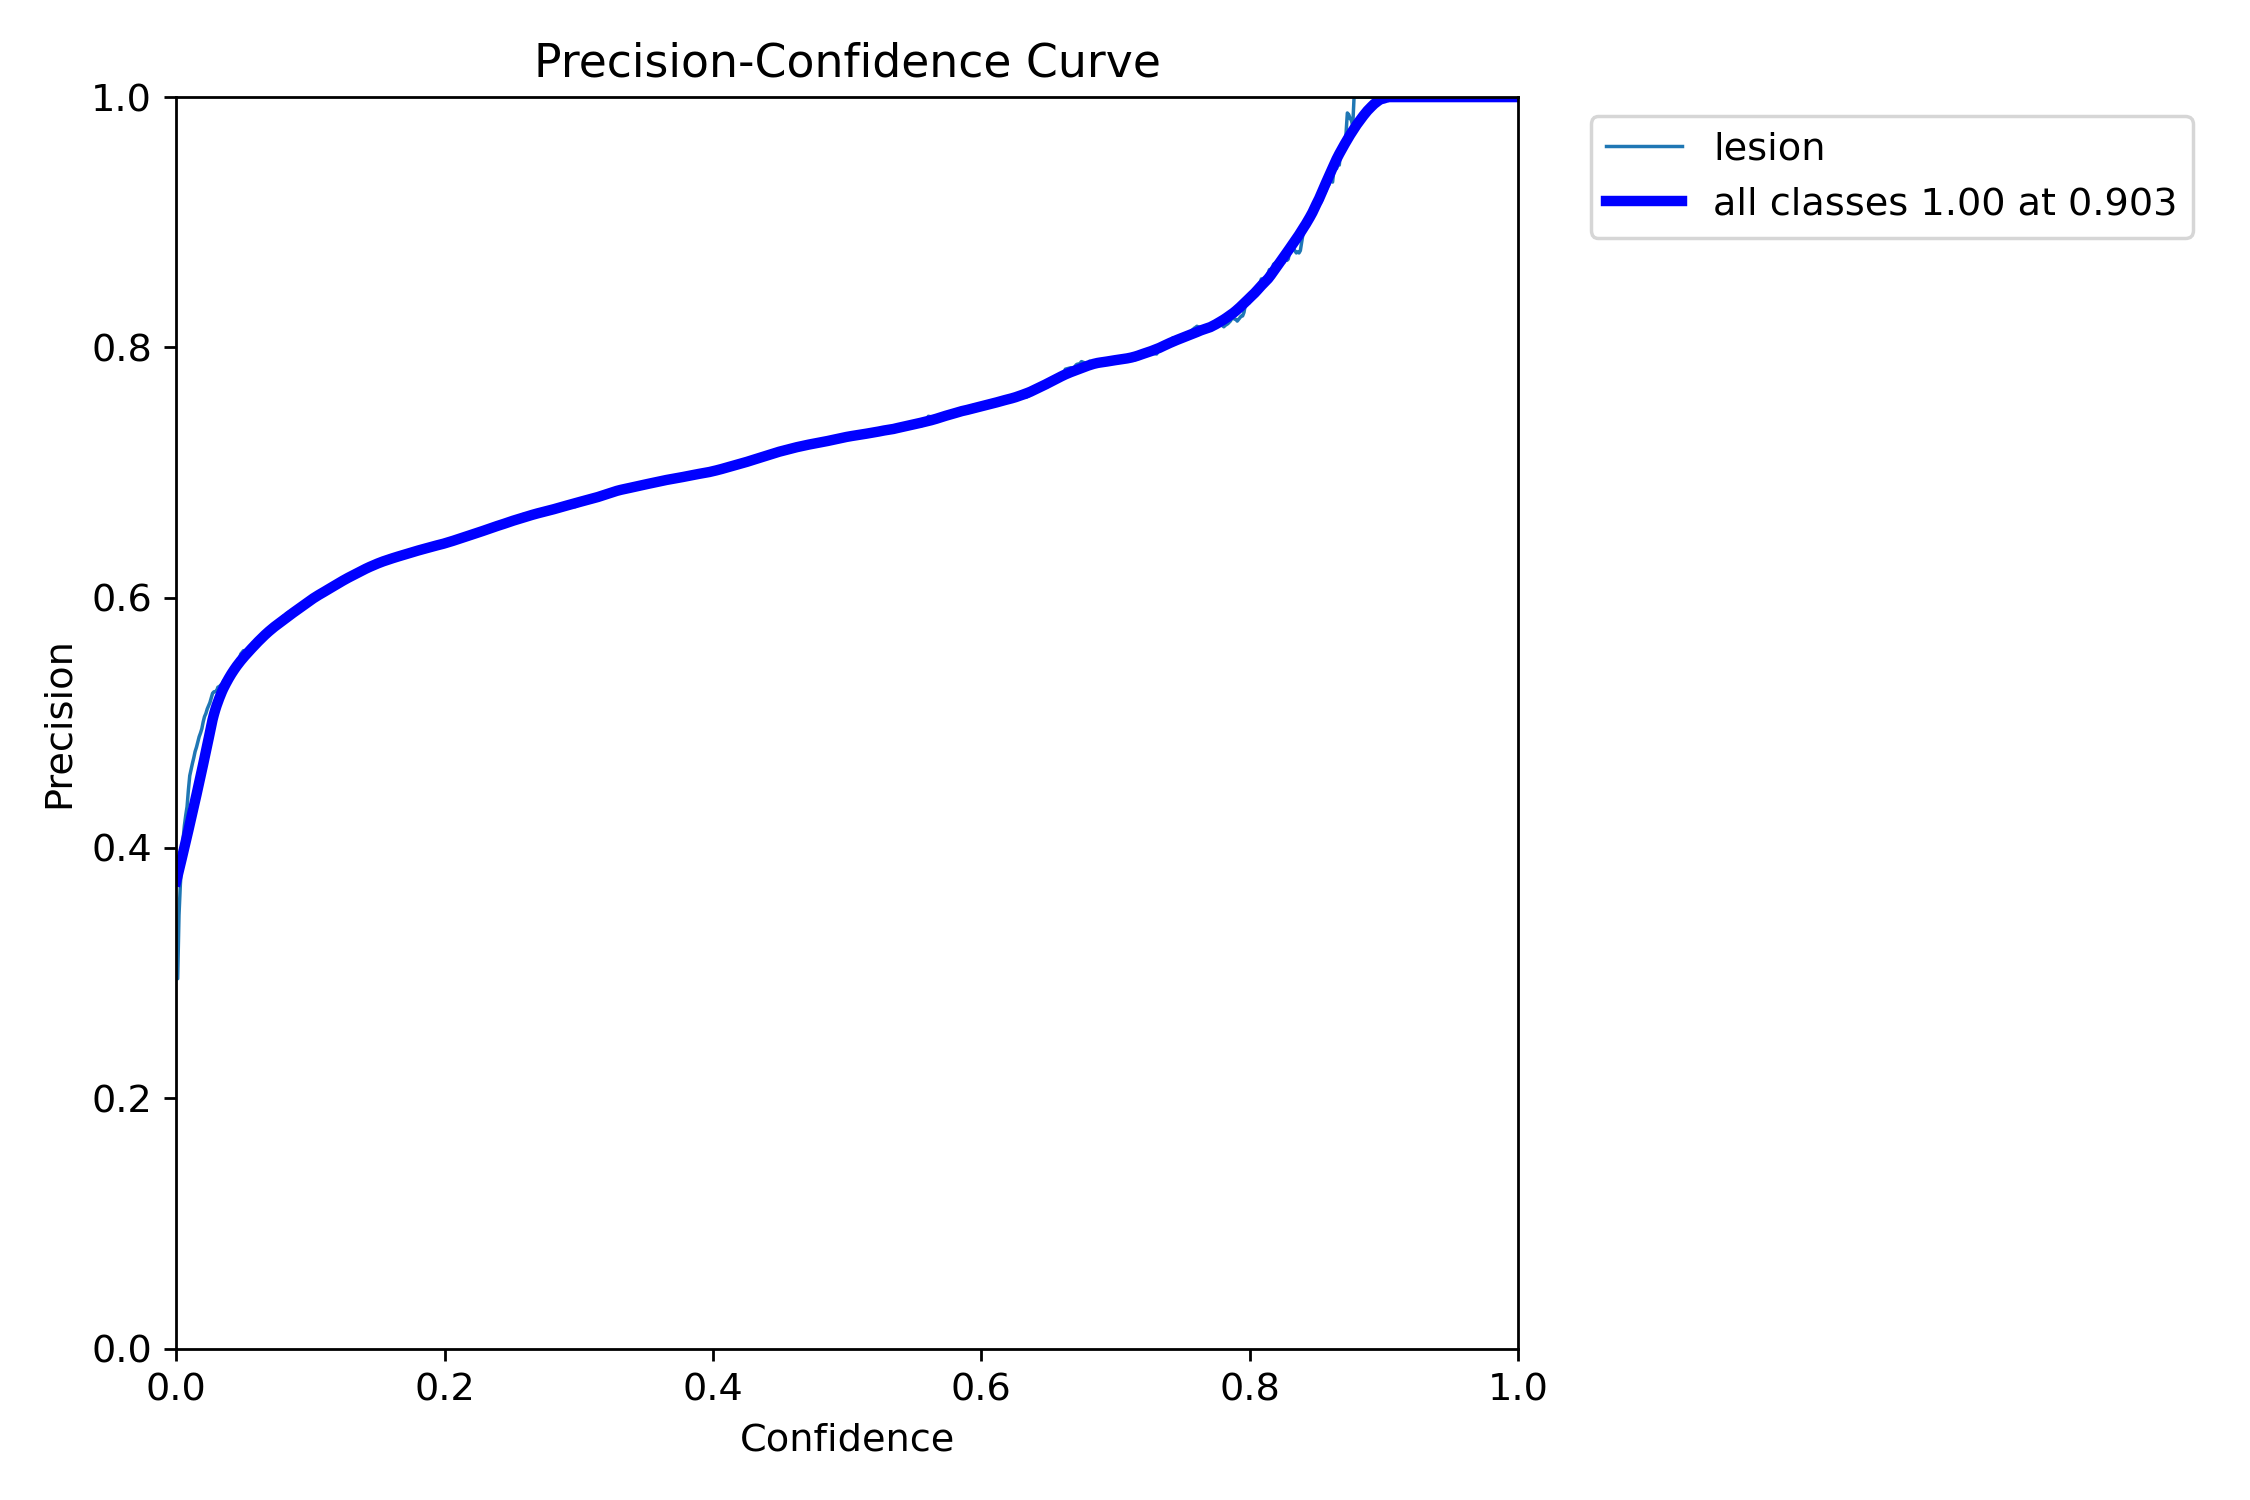 Precision-Confidence Curve
1.0
0.8
0.6
0.4
0.2
0.0
Precision
0.0 0.2 0.4 0.6 0.8 1.0
Confidence
lesion
all classes 1.00 at 0.903